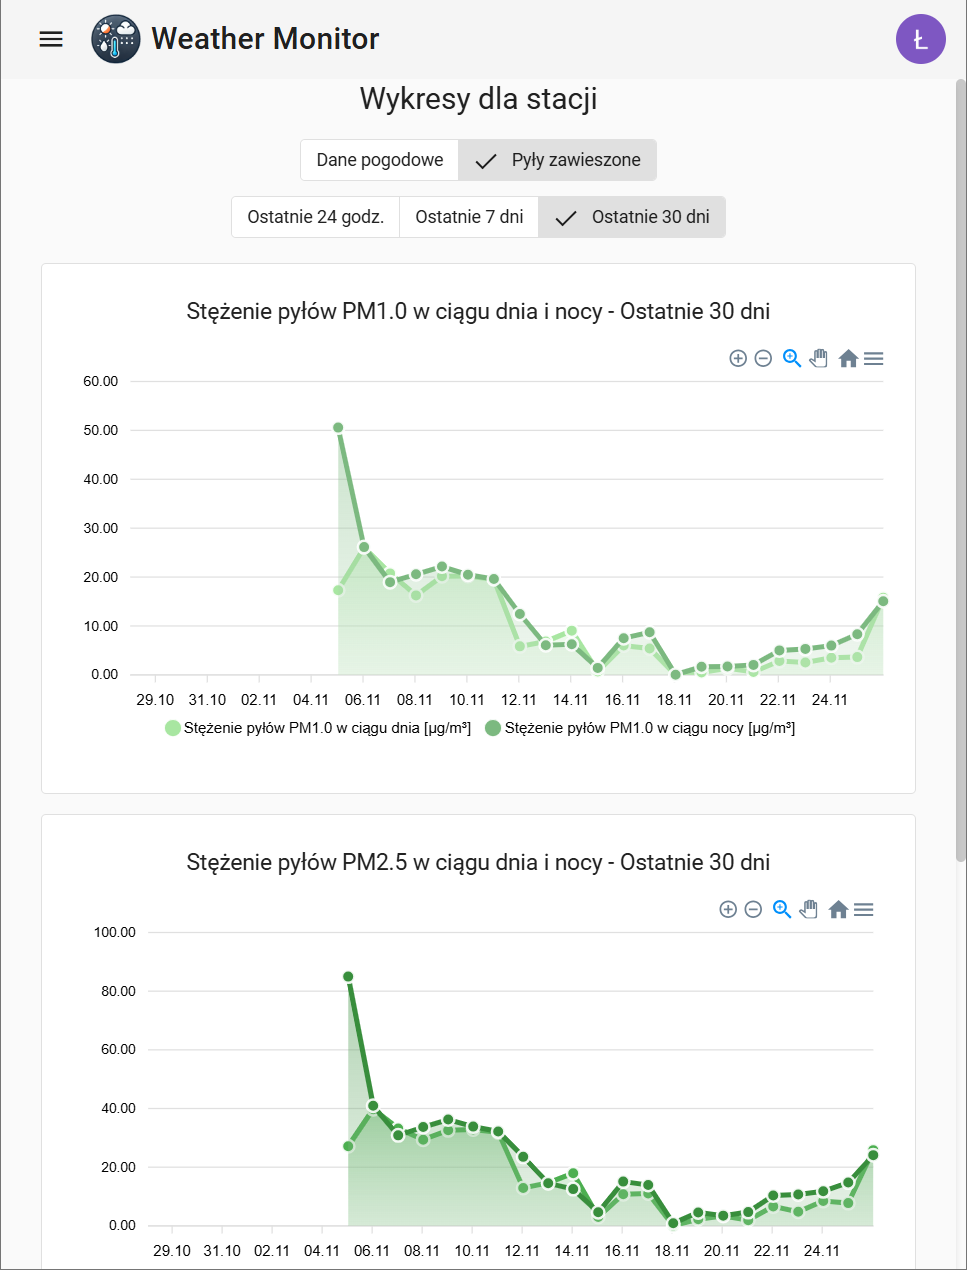 Weather Monitor
Ł
Wykresy dla stacji
Dane pogodowe Pyły zawieszone
Ostatnie 24 godz. Ostatnie 7 dni Ostatnie 30 dni
Stężenie pyłów PM1.0 w ciągu dnia i nocy - Ostatnie 30 dni
60.00
50.00
40.00
30.00
20.00
10.00
0.00
29.10 31.10 02.11 04.11 06.11 08.11 10.11 12.11 14.11 16.11 18.11 20.11 22.11 24.11
Stężenie pyłów PM1.0 w ciągu dnia [µg/m³] Stężenie pyłów PM1.0 w ciągu nocy [µg/m³]
Stężenie pyłów PM2.5 w ciągu dnia i nocy - Ostatnie 30 dni
100.00
80.00
60.00
40.00
20.00
0.00
29.10 31.10 02.11 04.11 06.11 08.11 10.11 12.11 14.11 16.11 18.11 20.11 22.11 24.11